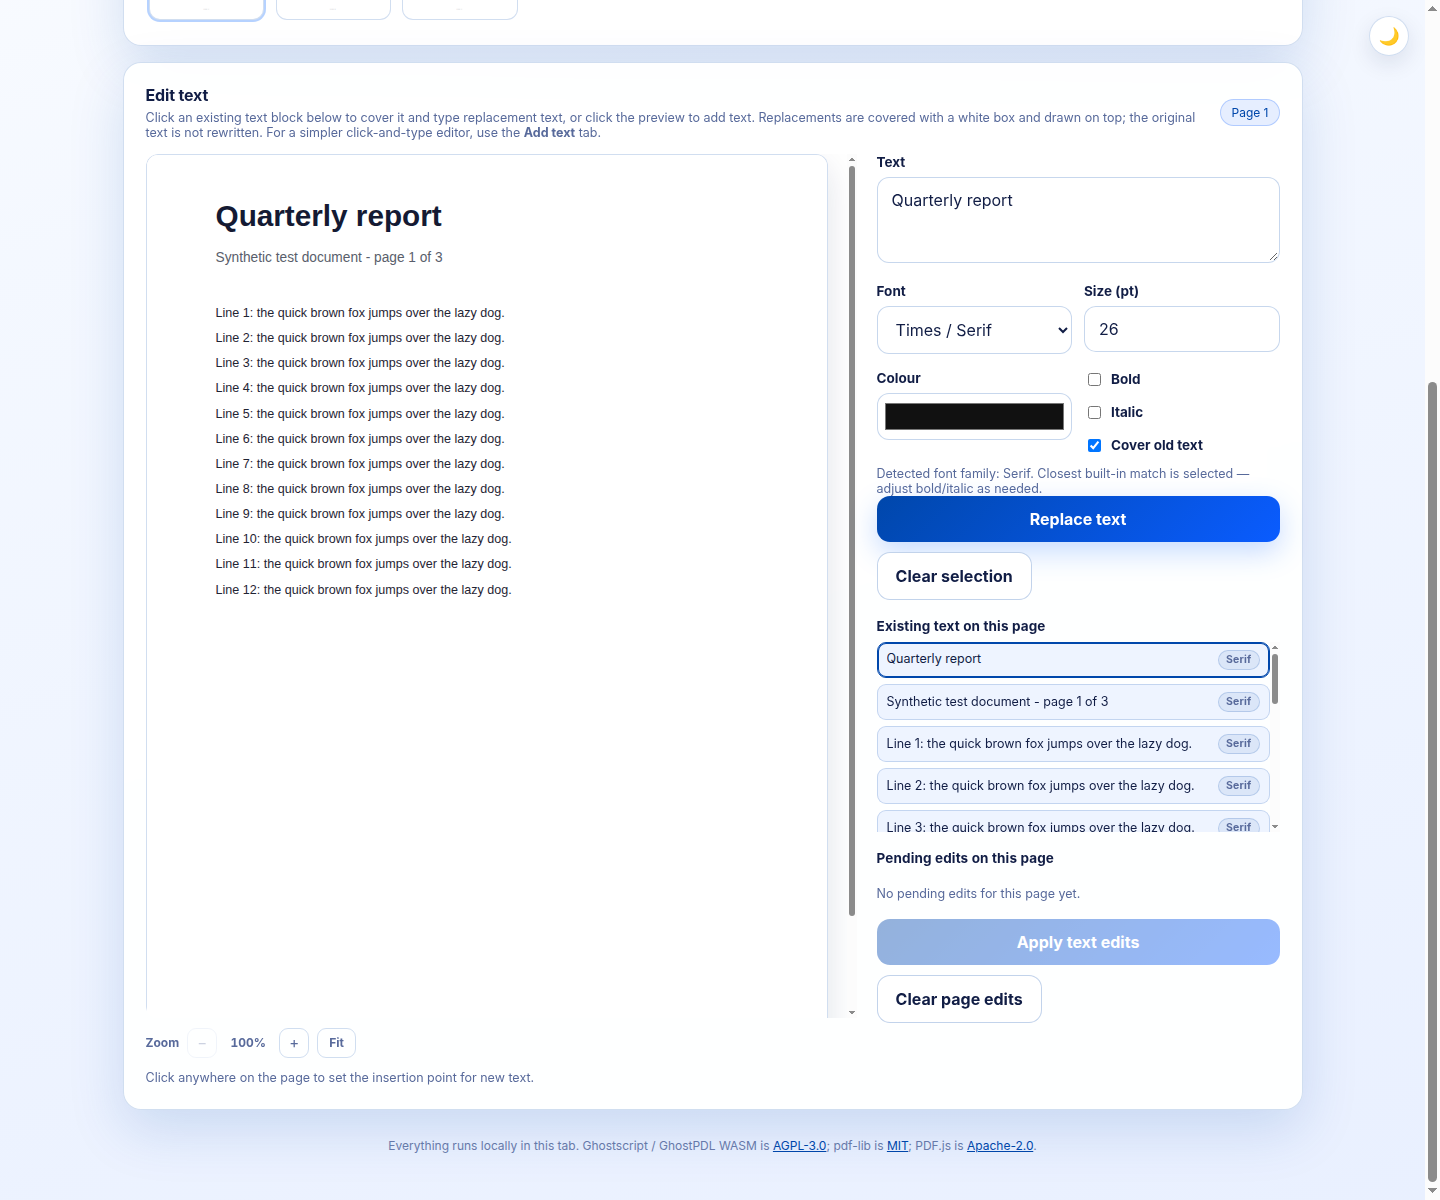 Edit text
Click an existing text block below to cover it and type replacement text, or click the preview to add text. Replacements are covered with a white box and drawn on top; the original
text is not rewritten. For a simpler click-and-type editor, use the Add text tab.
Page 1
Quarterly report
Synthetic test document - page 1 of 3
Line 1: the quick brown fox jumps over the lazy dog.
Line 2: the quick brown fox jumps over the lazy dog.
Line 3: the quick brown fox jumps over the lazy dog.
Line 4: the quick brown fox jumps over the lazy dog.
Line 5: the quick brown fox jumps over the lazy dog.
Line 6: the quick brown fox jumps over the lazy dog.
Line 7: the quick brown fox jumps over the lazy dog.
Line 8: the quick brown fox jumps over the lazy dog.
Line 9: the quick brown fox jumps over the lazy dog.
Line 10: the quick brown fox jumps over the lazy dog.
Line 11: the quick brown fox jumps over the lazy dog.
Line 12: the quick brown fox jumps over the lazy dog.
Zoom − 100% + Fit
Click anywhere on the page to set the insertion point for new text.
Text
Quarterly report
Font
Times / Serif
Size (pt)
26
Colour
Bold
Italic
Cover old text
Detected font family: Serif. Closest built-in match is selected —
adjust bold/italic as needed.
Replace text
Clear selection
Existing text on this page
Quarterly report Serif
Synthetic test document - page 1 of 3 Serif
Line 1: the quick brown fox jumps over the lazy dog. Serif
Line 2: the quick brown fox jumps over the lazy dog. Serif
Line 3: the quick brown fox jumps over the lazy dog. Serif
Pending edits on this page
No pending edits for this page yet.
Apply text edits
Clear page edits
Everything runs locally in this tab. Ghostscript / GhostPDL WASM is AGPL-3.0; pdf-lib is MIT; PDF.js is Apache-2.0.